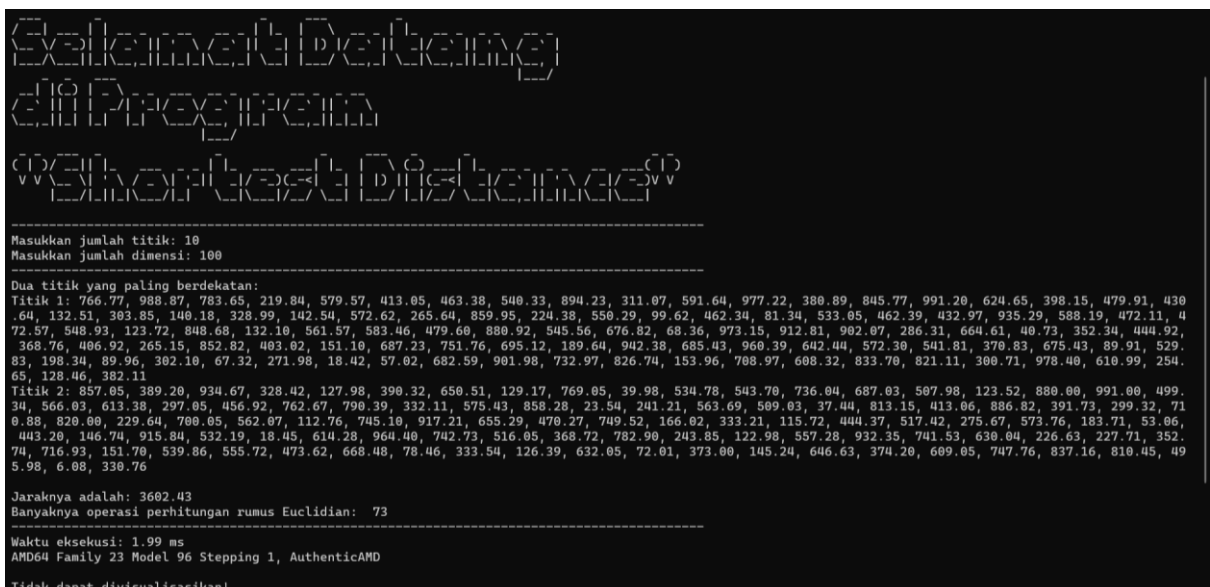 Selamat Datang
di Program
"Shortest Distance"
Masukkan jumlah titik: 10
Masukkan jumlah dimensi: 100
Dua titik yang paling berdekatan:
Titik 1: 766.77, 988.87, 783.65, 219.84, 579.57, 413.05, 463.38, 540.33, 894.23, 311.07, 591.64, 977.22, 380.89, 845.77, 991.20, 624.65, 398.15, 479.91, 430
.64, 132.51, 303.85, 140.18, 328.99, 142.54, 572.62, 265.64, 859.95, 224.38, 550.29, 99.62, 462.34, 81.34, 533.05, 462.39, 432.97, 935.29, 588.19, 472.11, 4
72.57, 548.93, 123.72, 848.68, 132.10, 561.57, 583.46, 479.60, 880.92, 545.56, 676.82, 68.36, 973.15, 912.81, 902.07, 286.31, 664.61, 40.73, 352.34, 444.92,
368.76, 406.92, 265.15, 852.82, 403.02, 151.10, 687.23, 751.76, 695.12, 189.64, 942.38, 685.43, 960.39, 642.44, 572.30, 541.81, 370.83, 675.43, 89.91, 529.
83, 198.34, 89.96, 302.10, 67.32, 271.98, 18.42, 57.02, 682.59, 901.98, 732.97, 826.74, 153.96, 708.97, 608.32, 833.70, 821.11, 300.71, 978.40, 610.99, 254.
65, 128.46, 382.11
Titik 2: 857.05, 389.20, 934.67, 328.42, 127.98, 390.32, 650.51, 129.17, 769.05, 39.98, 534.78, 543.70, 736.04, 687.03, 507.98, 123.52, 880.00, 991.00, 499.
34, 566.03, 613.38, 297.05, 456.92, 762.67, 790.39, 332.11, 575.43, 858.28, 23.54, 241.21, 563.69, 509.03, 37.44, 813.15, 413.06, 886.82, 391.73, 299.32, 71
0.88, 820.00, 229.64, 700.05, 562.07, 112.76, 745.10, 917.21, 655.29, 470.27, 749.52, 166.02, 333.21, 115.72, 444.37, 517.42, 275.67, 573.76, 183.71, 53.06,
443.20, 146.74, 915.84, 532.19, 18.45, 614.28, 964.40, 742.73, 516.05, 368.72, 782.90, 243.85, 122.98, 557.28, 932.35, 741.53, 630.04, 226.63, 227.71, 352.
74, 716.93, 151.70, 539.86, 555.72, 473.62, 668.48, 78.46, 333.54, 126.39, 632.05, 72.01, 373.00, 145.24, 646.63, 374.20, 609.05, 747.76, 837.16, 810.45, 49
5.98, 6.08, 330.76
Jaraknya adalah: 3602.43
Banyaknya operasi perhitungan rumus Euclidian:  73
Waktu eksekusi: 1.99 ms
AMD64 Family 23 Model 96 Stepping 1, AuthenticAMD
Tidak dapat divisualisasikan!